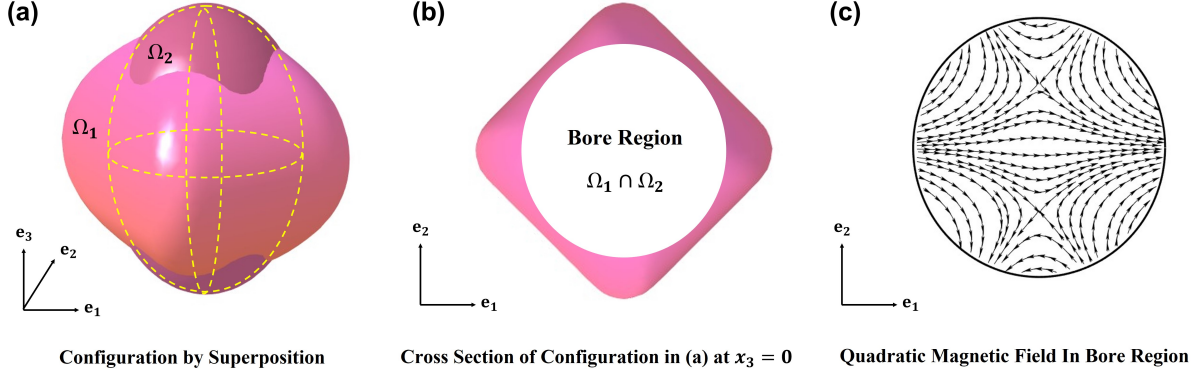 (a)
Ω₂
Ω₁
e₃
e₂
e₁
Configuration by Superposition
(b)
Bore Region
Ω₁ ∩ Ω₂
e₂
e₁
Cross Section of Configuration in (a) at x₃ = 0
(c)
e₂
e₁
Quadratic Magnetic Field In Bore Region